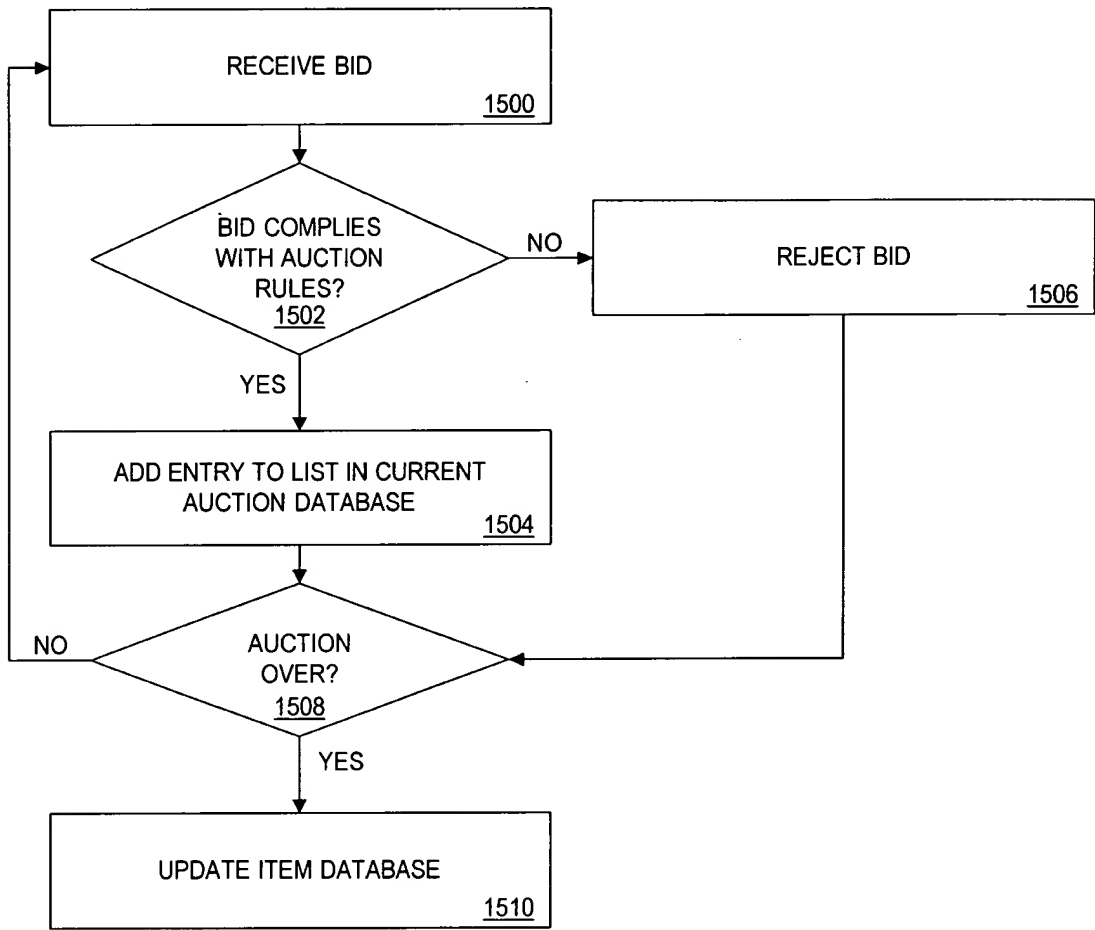 RECEIVE BID
1500
BID COMPLIES
WITH AUCTION
RULES?
1502
NO
REJECT BID
1506
YES
ADD ENTRY TO LIST IN CURRENT
AUCTION DATABASE
1504
NO
AUCTION
OVER?
1508
YES
UPDATE ITEM DATABASE
1510